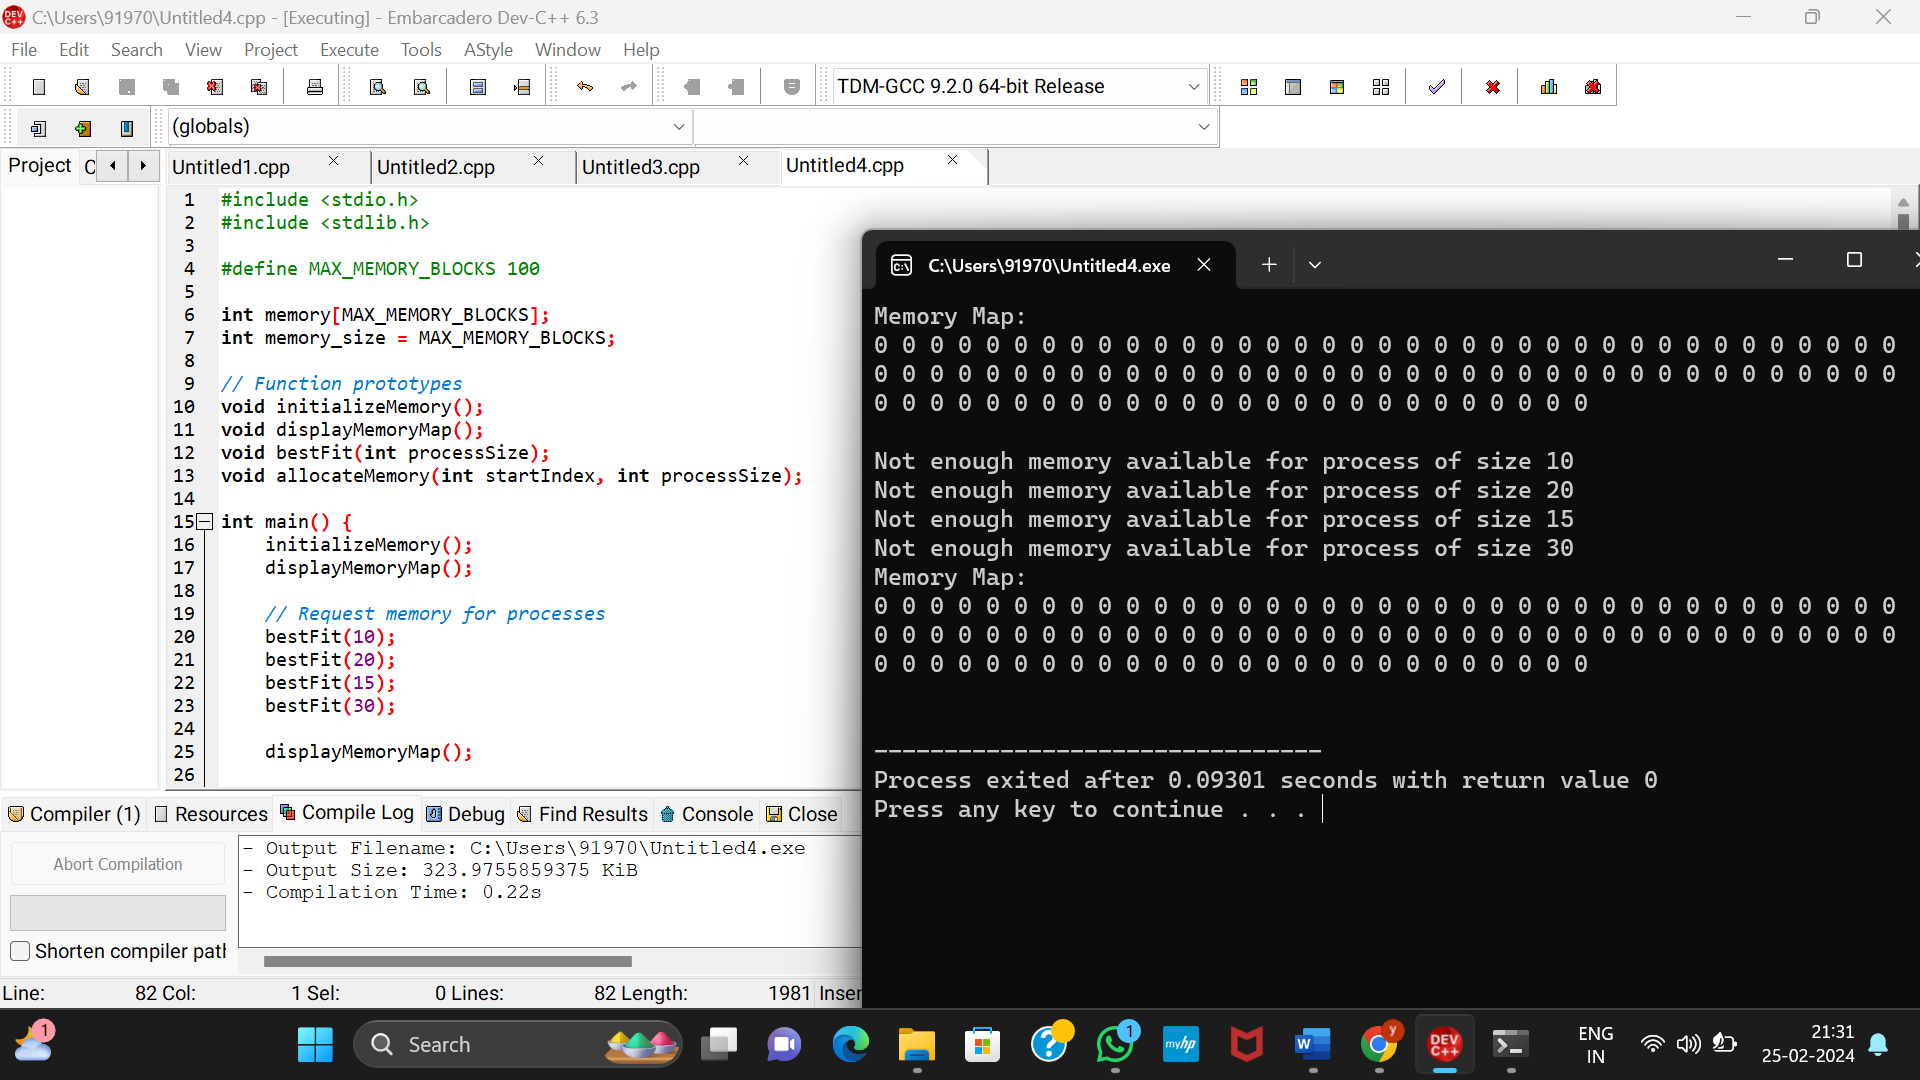 C:\Users\91970\Untitled4.cpp - [Executing] - Embarcadero Dev-C++ 6.3
File Edit Search View Project Execute Tools AStyle Window Help
TDM-GCC 9.2.0 64-bit Release
(globals)
Project C
Untitled1.cpp Untitled2.cpp Untitled3.cpp Untitled4.cpp
1 #include <stdio.h>
2 #include <stdlib.h>
3
4 #define MAX_MEMORY_BLOCKS 100
5
6 int memory[MAX_MEMORY_BLOCKS];
7 int memory_size = MAX_MEMORY_BLOCKS;
8
9 // Function prototypes
10 void initializeMemory();
11 void displayMemoryMap();
12 void bestFit(int processSize);
13 void allocateMemory(int startIndex, int processSize);
14
15 int main() {
16 initializeMemory();
17 displayMemoryMap();
18
19 // Request memory for processes
20 bestFit(10);
21 bestFit(20);
22 bestFit(15);
23 bestFit(30);
24
25 displayMemoryMap();
26
C:\Users\91970\Untitled4.exe
Memory Map:
0 0 0 0 0 0 0 0 0 0 0 0 0 0 0 0 0 0 0 0 0 0 0 0 0 0 0 0 0 0 0 0 0 0 0 0 0
0 0 0 0 0 0 0 0 0 0 0 0 0 0 0 0 0 0 0 0 0 0 0 0 0 0 0 0 0 0 0 0 0 0 0 0 0
0 0 0 0 0 0 0 0 0 0 0 0 0 0 0 0 0 0 0 0 0 0 0 0 0 0
Not enough memory available for process of size 10
Not enough memory available for process of size 20
Not enough memory available for process of size 15
Not enough memory available for process of size 30
Memory Map:
0 0 0 0 0 0 0 0 0 0 0 0 0 0 0 0 0 0 0 0 0 0 0 0 0 0 0 0 0 0 0 0 0 0 0 0 0
0 0 0 0 0 0 0 0 0 0 0 0 0 0 0 0 0 0 0 0 0 0 0 0 0 0 0 0 0 0 0 0 0 0 0 0 0
0 0 0 0 0 0 0 0 0 0 0 0 0 0 0 0 0 0 0 0 0 0 0 0 0 0
--------------------------------
Process exited after 0.09301 seconds with return value 0
Press any key to continue . . .
Compiler (1) Resources Compile Log Debug Find Results Console Close
Abort Compilation
Shorten compiler path
- Output Filename: C:\Users\91970\Untitled4.exe
- Output Size: 323.9755859375 KiB
- Compilation Time: 0.22s
Line: 82 Col: 1 Sel: 0 Lines: 82 Length: 1981 Inser
1
Search
1
myhp
W
y
DEV C++
ENG
IN
21:31
25-02-2024